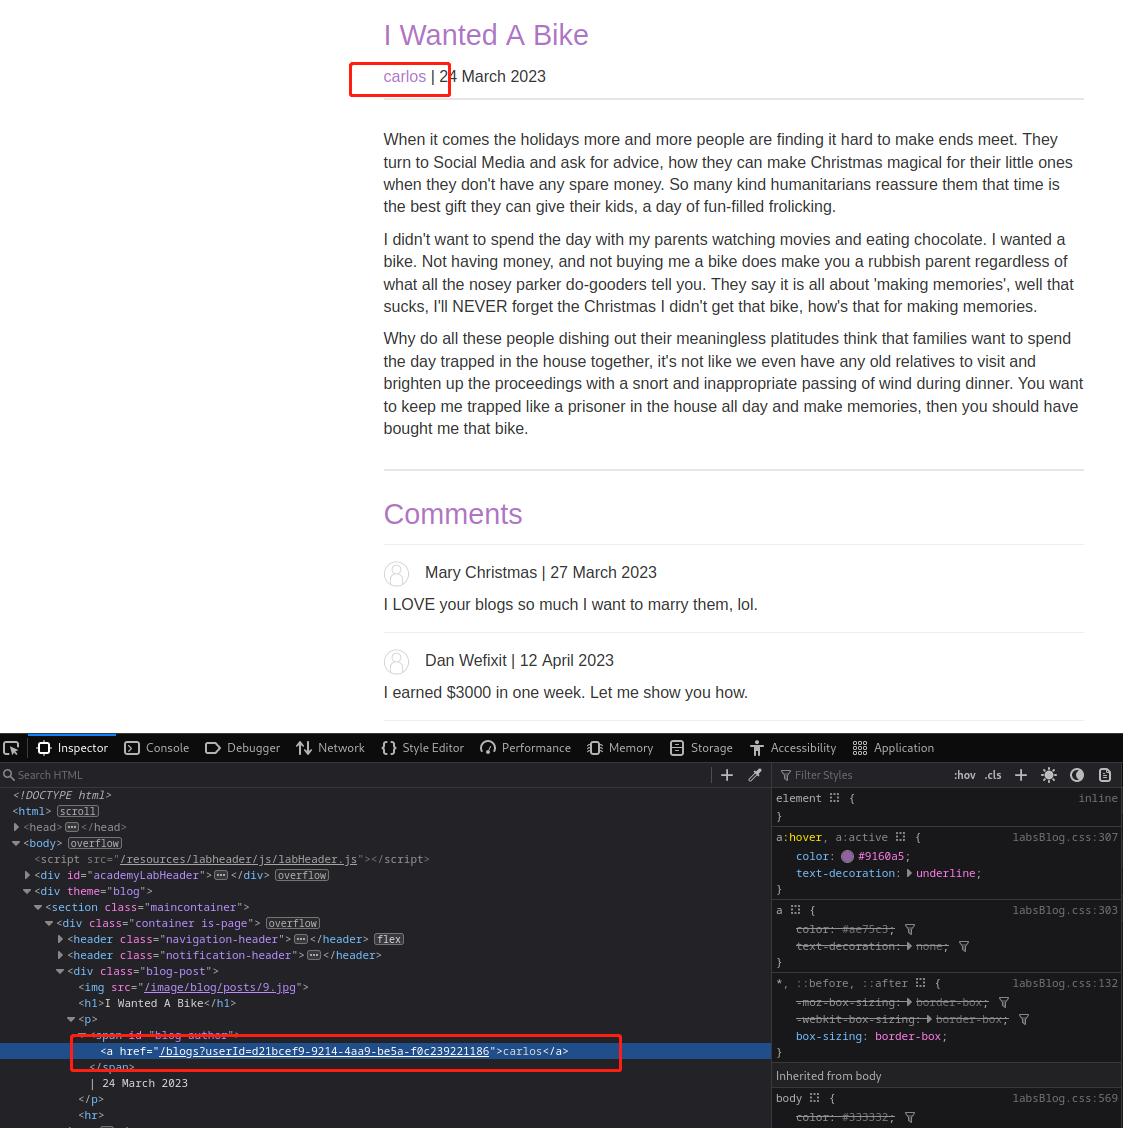 I Wanted A Bike
carlos | 24 March 2023
When it comes the holidays more and more people are finding it hard to make ends meet. They
turn to Social Media and ask for advice, how they can make Christmas magical for their little ones
when they don't have any spare money. So many kind humanitarians reassure them that time is
the best gift they can give their kids, a day of fun-filled frolicking.
I didn't want to spend the day with my parents watching movies and eating chocolate. I wanted a
bike. Not having money, and not buying me a bike does make you a rubbish parent regardless of
what all the nosey parker do-gooders tell you. They say it is all about 'making memories', well that
sucks, I'll NEVER forget the Christmas I didn't get that bike, how's that for making memories.
Why do all these people dishing out their meaningless platitudes think that families want to spend
the day trapped in the house together, it's not like we even have any old relatives to visit and
brighten up the proceedings with a snort and inappropriate passing of wind during dinner. You want
to keep me trapped like a prisoner in the house all day and make memories, then you should have
bought me that bike.
Comments
Mary Christmas | 27 March 2023
I LOVE your blogs so much I want to marry them, lol.
Dan Wefixit | 12 April 2023
I earned $3000 in one week. Let me show you how.
Inspector Console Debugger Network Style Editor Performance Memory Storage Accessibility Application
Search HTML
<!DOCTYPE html>
<html> scroll
<head> </head>
<body> overflow
<script src="/resources/labheader/js/labHeader.js"></script>
<div id="academyLabHeader"> </div> overflow
<div theme="blog">
<section class="maincontainer">
<div class="container is-page"> overflow
<header class="navigation-header"> </header> flex
<header class="notification-header"> </header>
<div class="blog-post">
<img src="/image/blog/posts/9.jpg">
<h1>I Wanted A Bike</h1>
<p>
<span id="blog-author">
<a href="/blogs?userId=d21bcef9-9214-4aa9-be5a-f0c239221186">carlos</a>
</span>
| 24 March 2023
</p>
<hr>
Filter Styles :hov .cls
element { inline
}
a:hover, a:active { labsBlog.css:307
color: #9160a5;
text-decoration: underline;
}
a { labsBlog.css:303
color: #ae75c3;
text-decoration: none;
}
*, ::before, ::after { labsBlog.css:132
-moz-box-sizing: border-box;
-webkit-box-sizing: border-box;
box-sizing: border-box;
}
Inherited from body
body { labsBlog.css:569
color: #333332;